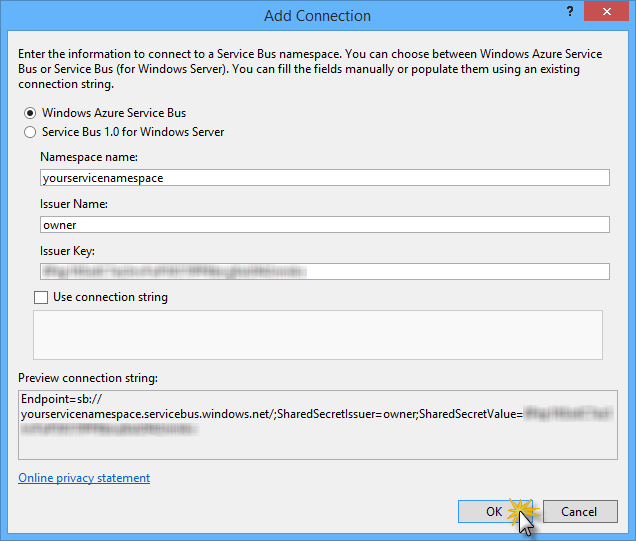 Add Connection
?
Enter the information to connect to a Service Bus namespace. You can choose between Windows Azure Service
Bus or Service Bus (for Windows Server). You can fill the fields manually or populate them using an existing
connection string.
Windows Azure Service Bus
Service Bus 1.0 for Windows Server
Namespace name:
yourservicenamespace
Issuer Name:
owner
Issuer Key:
Use connection string
Preview connection string:
Endpoint=sb://
yourservicenamespace.servicebus.windows.net/;SharedSecretIssuer=owner;SharedSecretValue=
Online privacy statement
OK
Cancel